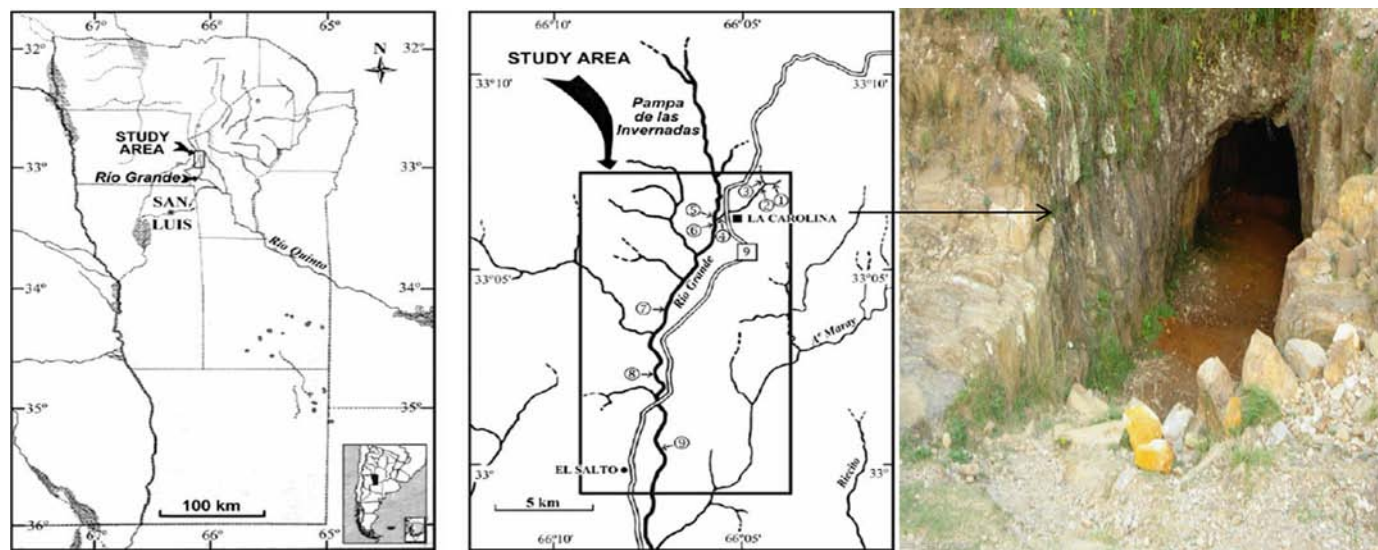 67° 66° 65°
32° 32°
N
STUDY
AREA
33° 33°
Río Grande
SAN
LUIS
Río Quinto
34° 34°
35° 35°
100 km
36° 36°
67° 66° 65°
66°10' 66°05'
STUDY AREA
33°10' 33°10'
Pampa
de las
Invernadas
③ ② ①
⑤ LA CAROLINA
⑥ ④
9
33°05' 33°05'
Río Grande
⑦
A° Maray
⑧
⑨
EL SALTO
33° 33°
Riecito
5 km
66°10' 66°05'